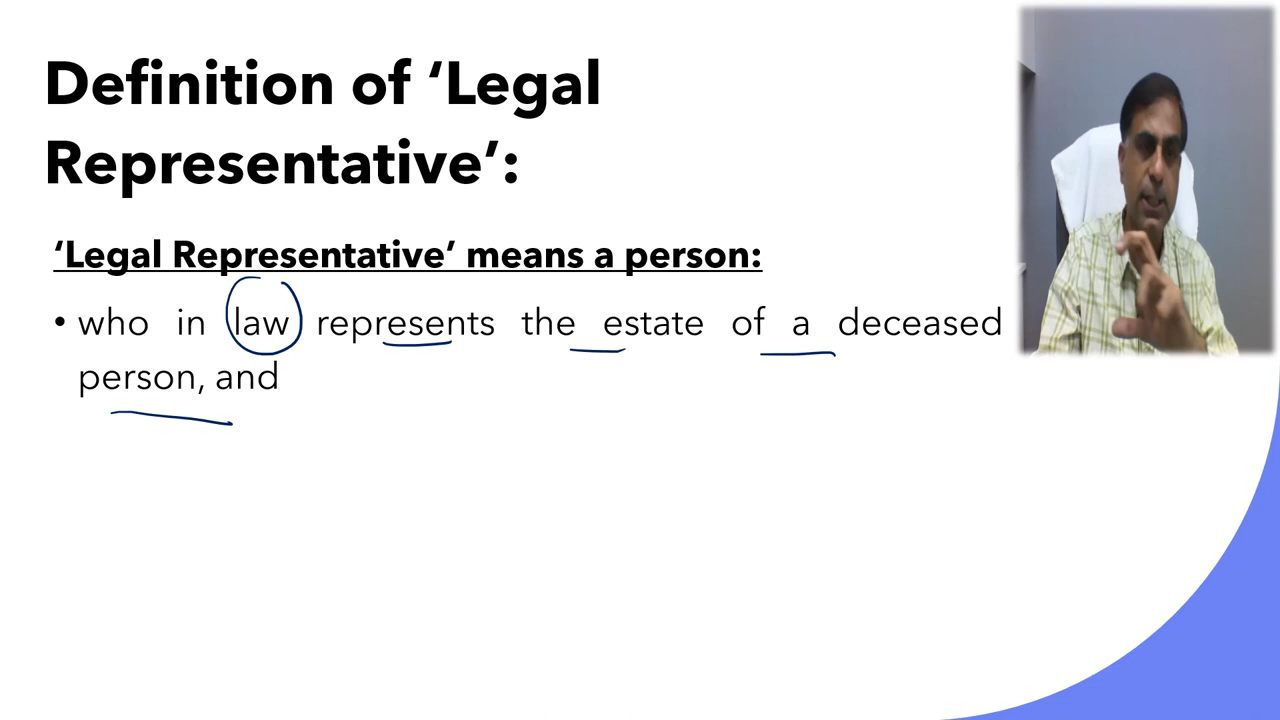 Definition of ‘Legal
Representative’:
‘Legal Representative’ means a person:
• who in law represents the estate of a deceased
person, and